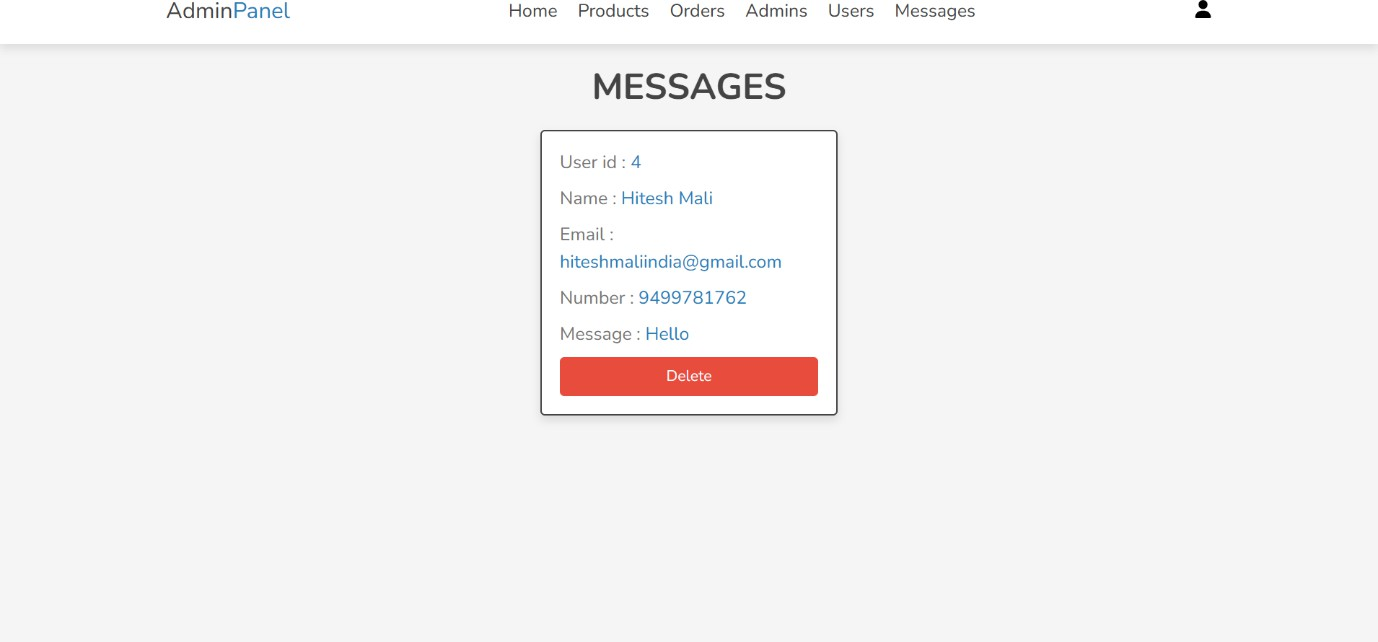 AdminPanel Home Products Orders Admins Users Messages
MESSAGES
User id : 4
Name : Hitesh Mali
Email :
hiteshmaliindia@gmail.com
Number : 9499781762
Message : Hello
Delete